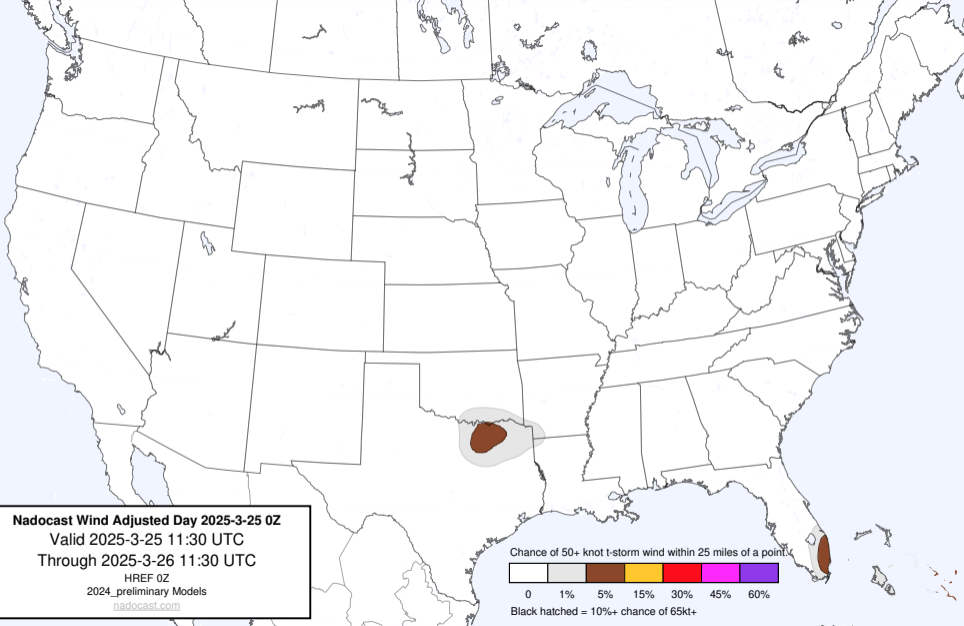 Nadocast Wind Adjusted Day 2025-3-25 0Z
Valid 2025-3-25 11:30 UTC
Through 2025-3-26 11:30 UTC
HREF 0Z
2024_preliminary Models
nadocast.com
Chance of 50+ knot t-storm wind within 25 miles of a point.
0 1% 5% 15% 30% 45% 60%
Black hatched = 10%+ chance of 65kt+